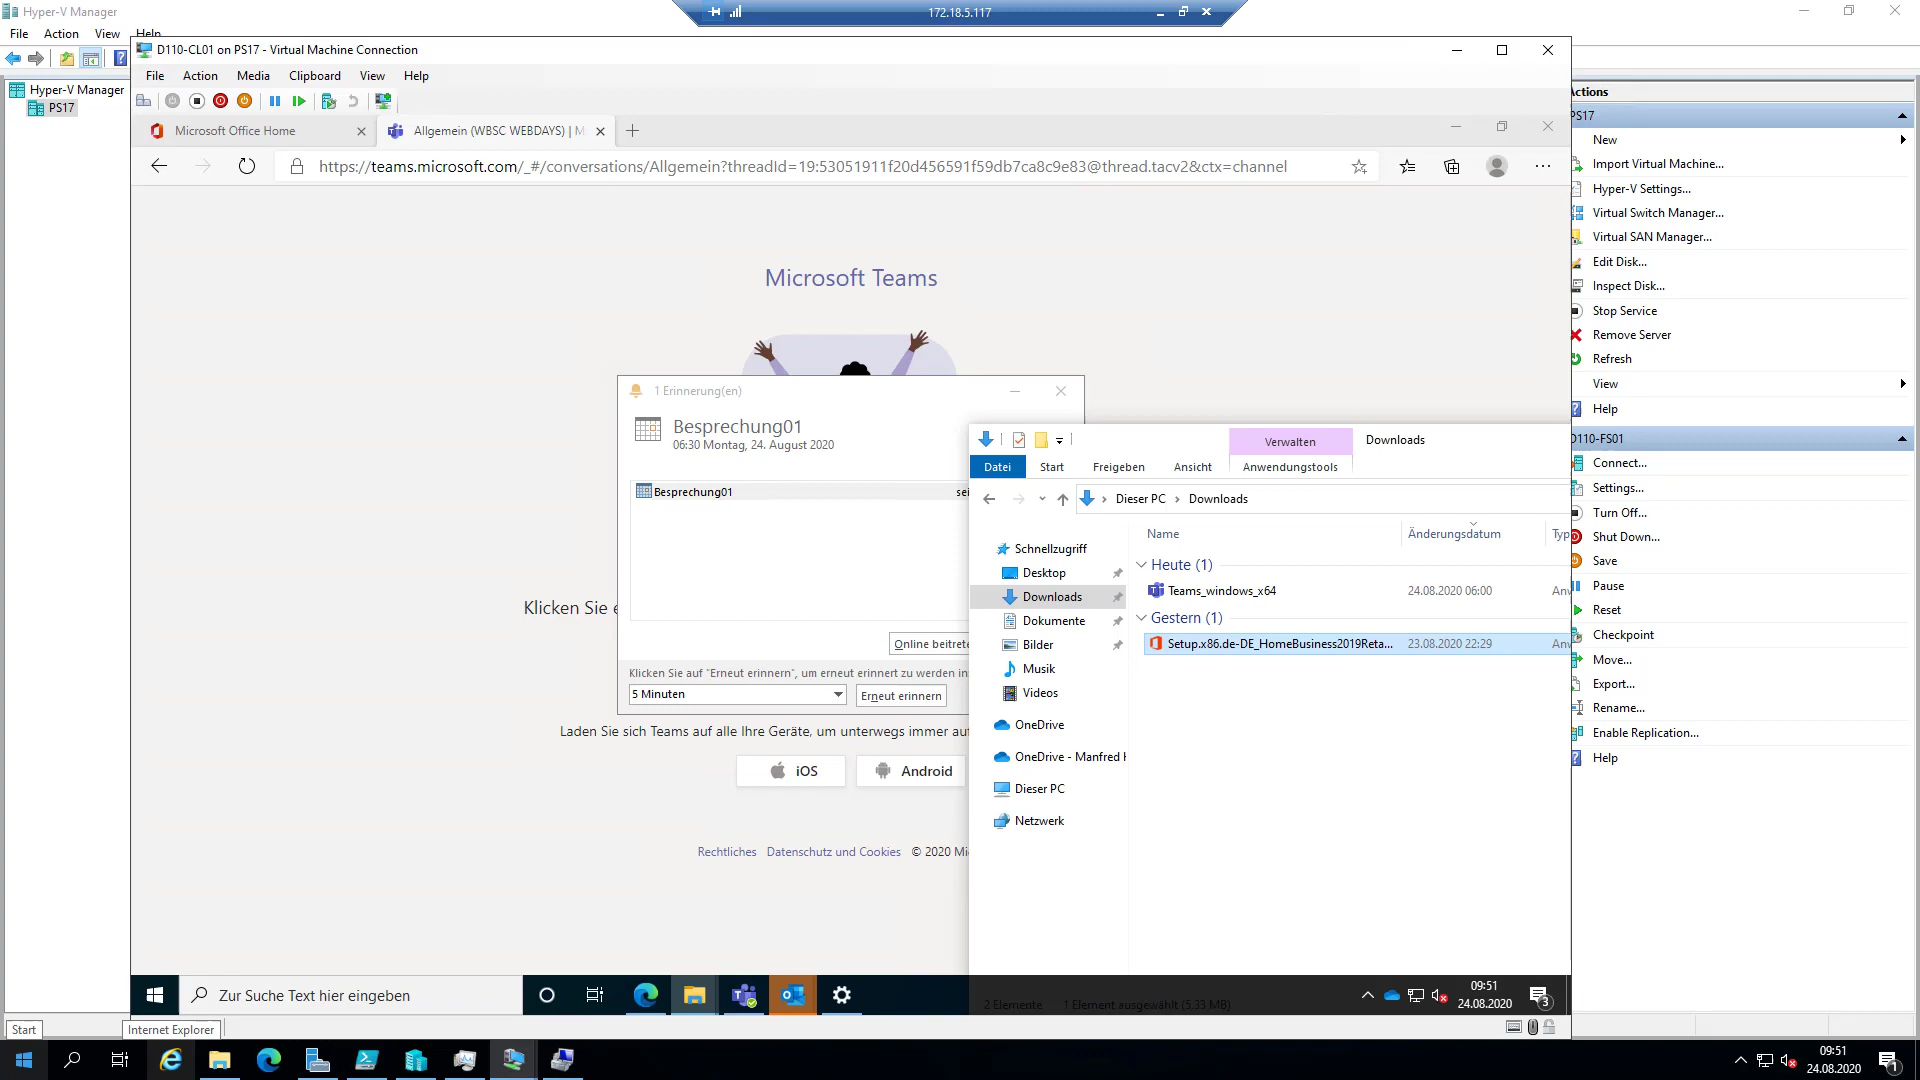 Hyper-V Manager
172.18.5.117
File Action View Help
D110-CL01 on PS17 - Virtual Machine Connection
File Action Media Clipboard View Help
Hyper-V Manager
PS17
Microsoft Office Home
Allgemein (WBSC WEBDAYS) | M
https://teams.microsoft.com/_#/conversations/Allgemein?threadId=19:53051911f20d456591f59db7ca8c9e83@thread.tacv2&ctx=channel
Microsoft Teams
1 Erinnerung(en)
Besprechung01
06:30 Montag, 24. August 2020
Besprechung01
sei
Online beitrete
Klicken Sie auf "Erneut erinnern", um erneut erinnert zu werden in:
5 Minuten
Erneut erinnern
Klicken Sie
Laden Sie sich Teams auf alle Ihre Geräte, um unterwegs immer auf
iOS
Android
Rechtliches Datenschutz und Cookies © 2020 Mi
Verwalten
Downloads
Datei Start Freigeben Ansicht Anwendungstools
Dieser PC Downloads
Name Änderungsdatum Typ
Schnellzugriff
Desktop
Downloads
Dokumente
Bilder
Musik
Videos
OneDrive
OneDrive - Manfred H
Dieser PC
Netzwerk
Heute (1)
Teams_windows_x64 24.08.2020 06:00 Anw
Gestern (1)
Setup.x86.de-DE_HomeBusiness2019Reta... 23.08.2020 22:29 Anw
2 Elemente 1 Element ausgewählt (5,33 MB)
Zur Suche Text hier eingeben
09:51
24.08.2020
3
Actions
PS17
New
Import Virtual Machine...
Hyper-V Settings...
Virtual Switch Manager...
Virtual SAN Manager...
Edit Disk...
Inspect Disk...
Stop Service
Remove Server
Refresh
View
Help
D110-FS01
Connect...
Settings...
Turn Off...
Shut Down...
Save
Pause
Reset
Checkpoint
Move...
Export...
Rename...
Enable Replication...
Help
Start
Internet Explorer
09:51
24.08.2020
1